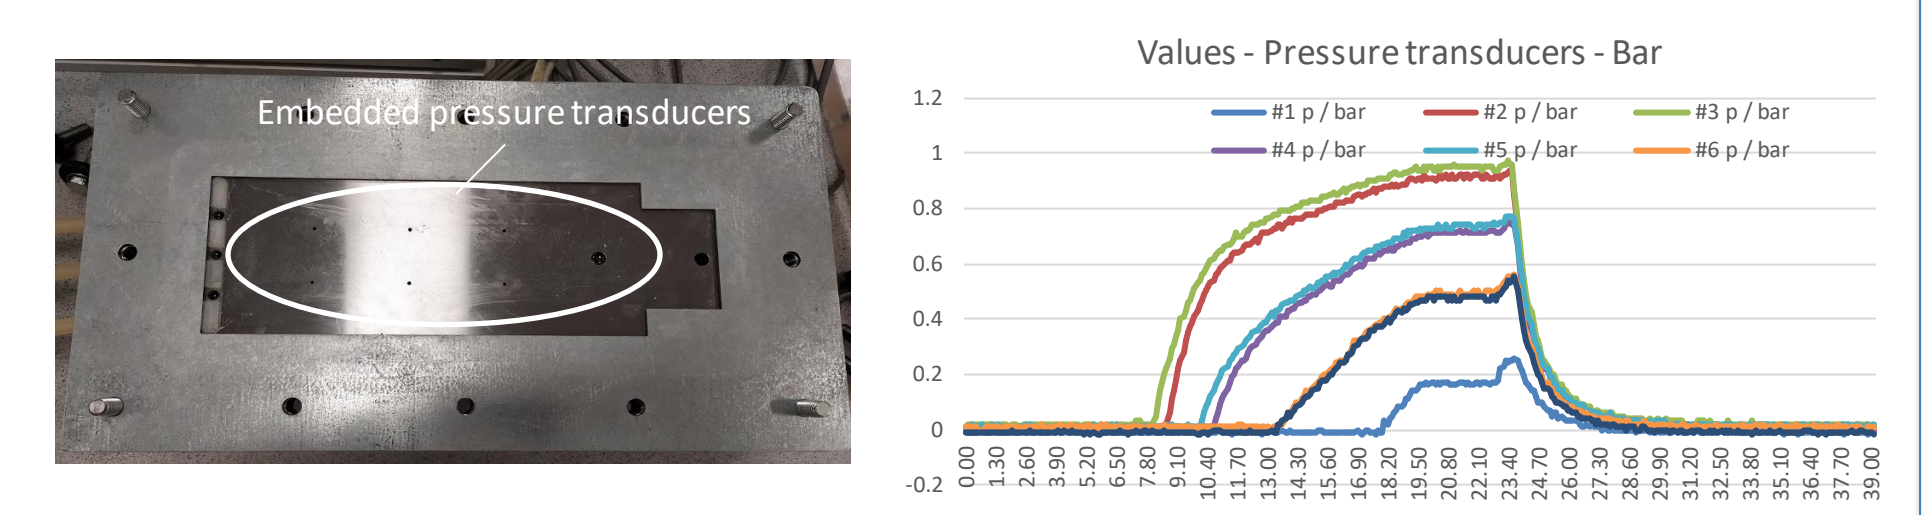 Embedded pressure transducers
Values - Pressure transducers - Bar
#1 p / bar #2 p / bar #3 p / bar
#4 p / bar #5 p / bar #6 p / bar
1.2
1
0.8
0.6
0.4
0.2
0
-0.2
0.00 1.30 2.60 3.90 5.20 6.50 7.80 9.10 10.40 11.70 13.00 14.30 15.60 16.90 18.20 19.50 20.80 22.10 23.40 24.70 26.00 27.30 28.60 29.90 31.20 32.50 33.80 35.10 36.40 37.70 39.00